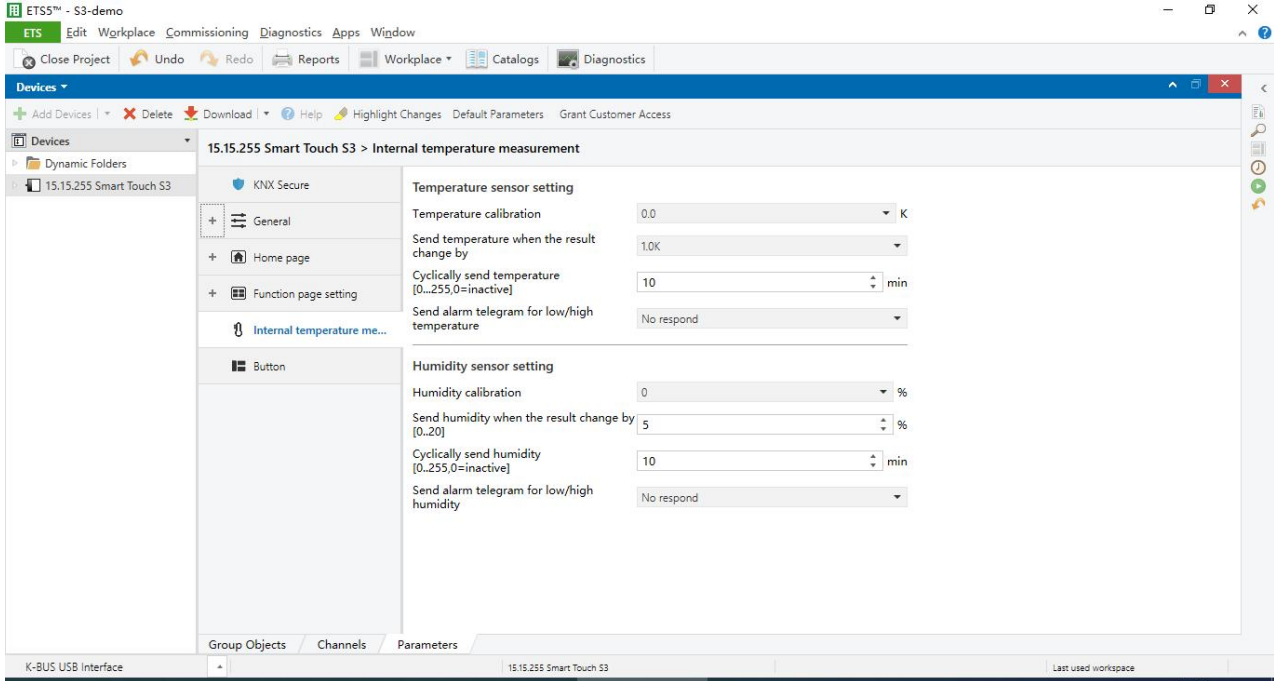 ETS5™ - S3-demo
ETS Edit Workplace Commissioning Diagnostics Apps Window
Close Project Undo Redo Reports Workplace Catalogs Diagnostics
Devices
Add Devices Delete Download Help Highlight Changes Default Parameters Grant Customer Access
Devices
Dynamic Folders
15.15.255 Smart Touch S3
15.15.255 Smart Touch S3 > Internal temperature measurement
KNX Secure
+ General
+ Home page
+ Function page setting
Internal temperature me...
Button
Temperature sensor setting
Temperature calibration 0.0 K
Send temperature when the result
change by 1.0K
Cyclically send temperature
[0...255,0=inactive] 10 min
Send alarm telegram for low/high
temperature No respond
Humidity sensor setting
Humidity calibration 0 %
Send humidity when the result change by
[0..20] 5 %
Cyclically send humidity
[0..255,0=inactive] 10 min
Send alarm telegram for low/high
humidity No respond
Group Objects Channels Parameters
K-BUS USB Interface 15.15.255 Smart Touch S3 Last used workspace